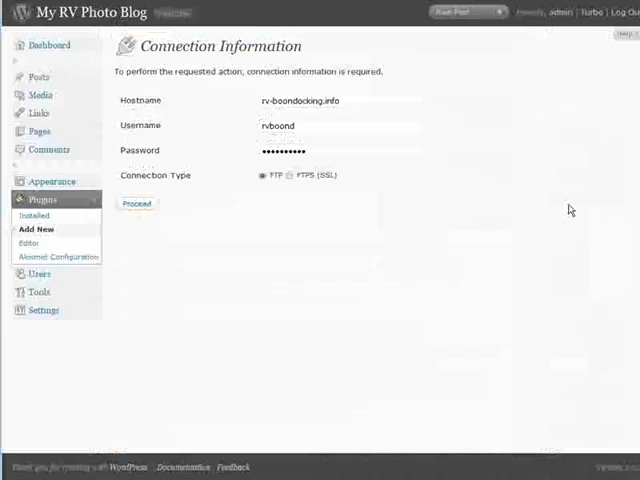 My RV Photo Blog
admin | Turbo | Log Out
Help
Dashboard
Connection Information
To perform the requested action, connection information is required.
Posts
Media
Links
Pages
Comments
Hostname rv-boondocking.info
Username rvboond
Password ••••••••••
Connection Type FTP FTPS (SSL)
Proceed
Appearance
Plugins
Installed
Add New
Editor
Akismet Configuration
Users
Tools
Settings
Thank you for creating with WordPress Documentation Feedback